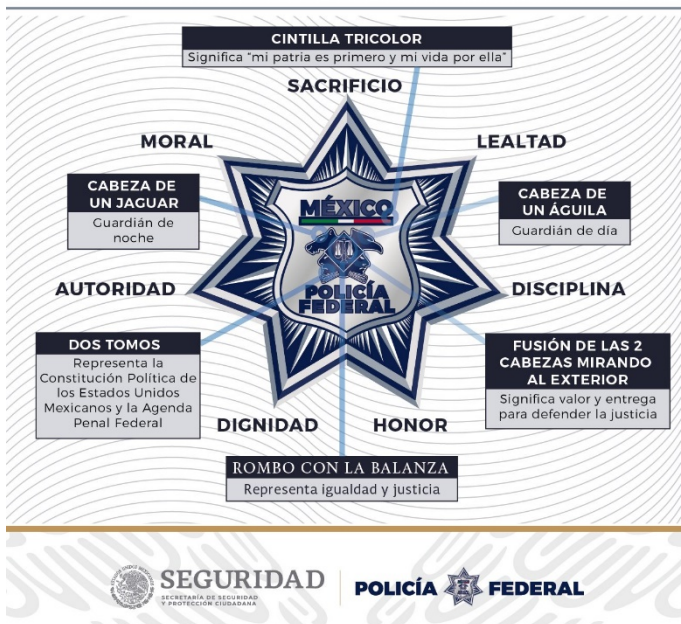 CINTILLA TRICOLOR
Significa "mi patria es primero y mi vida por ella"
SACRIFICIO
MORAL
LEALTAD
CABEZA DE
UN JAGUAR
Guardián de
noche
MÉXICO
POLICÍA
FEDERAL
CABEZA DE
UN ÁGUILA
Guardián de día
AUTORIDAD
DISCIPLINA
DOS TOMOS
Representa la
Constitución Política de
los Estados Unidos
Mexicanos y la Agenda
Penal Federal
FUSIÓN DE LAS 2
CABEZAS MIRANDO
AL EXTERIOR
Significa valor y entrega
para defender la justicia
DIGNIDAD
HONOR
ROMBO CON LA BALANZA
Representa igualdad y justicia
SEGURIDAD
SECRETARÍA DE SEGURIDAD
Y PROTECCIÓN CIUDADANA
POLICÍA FEDERAL